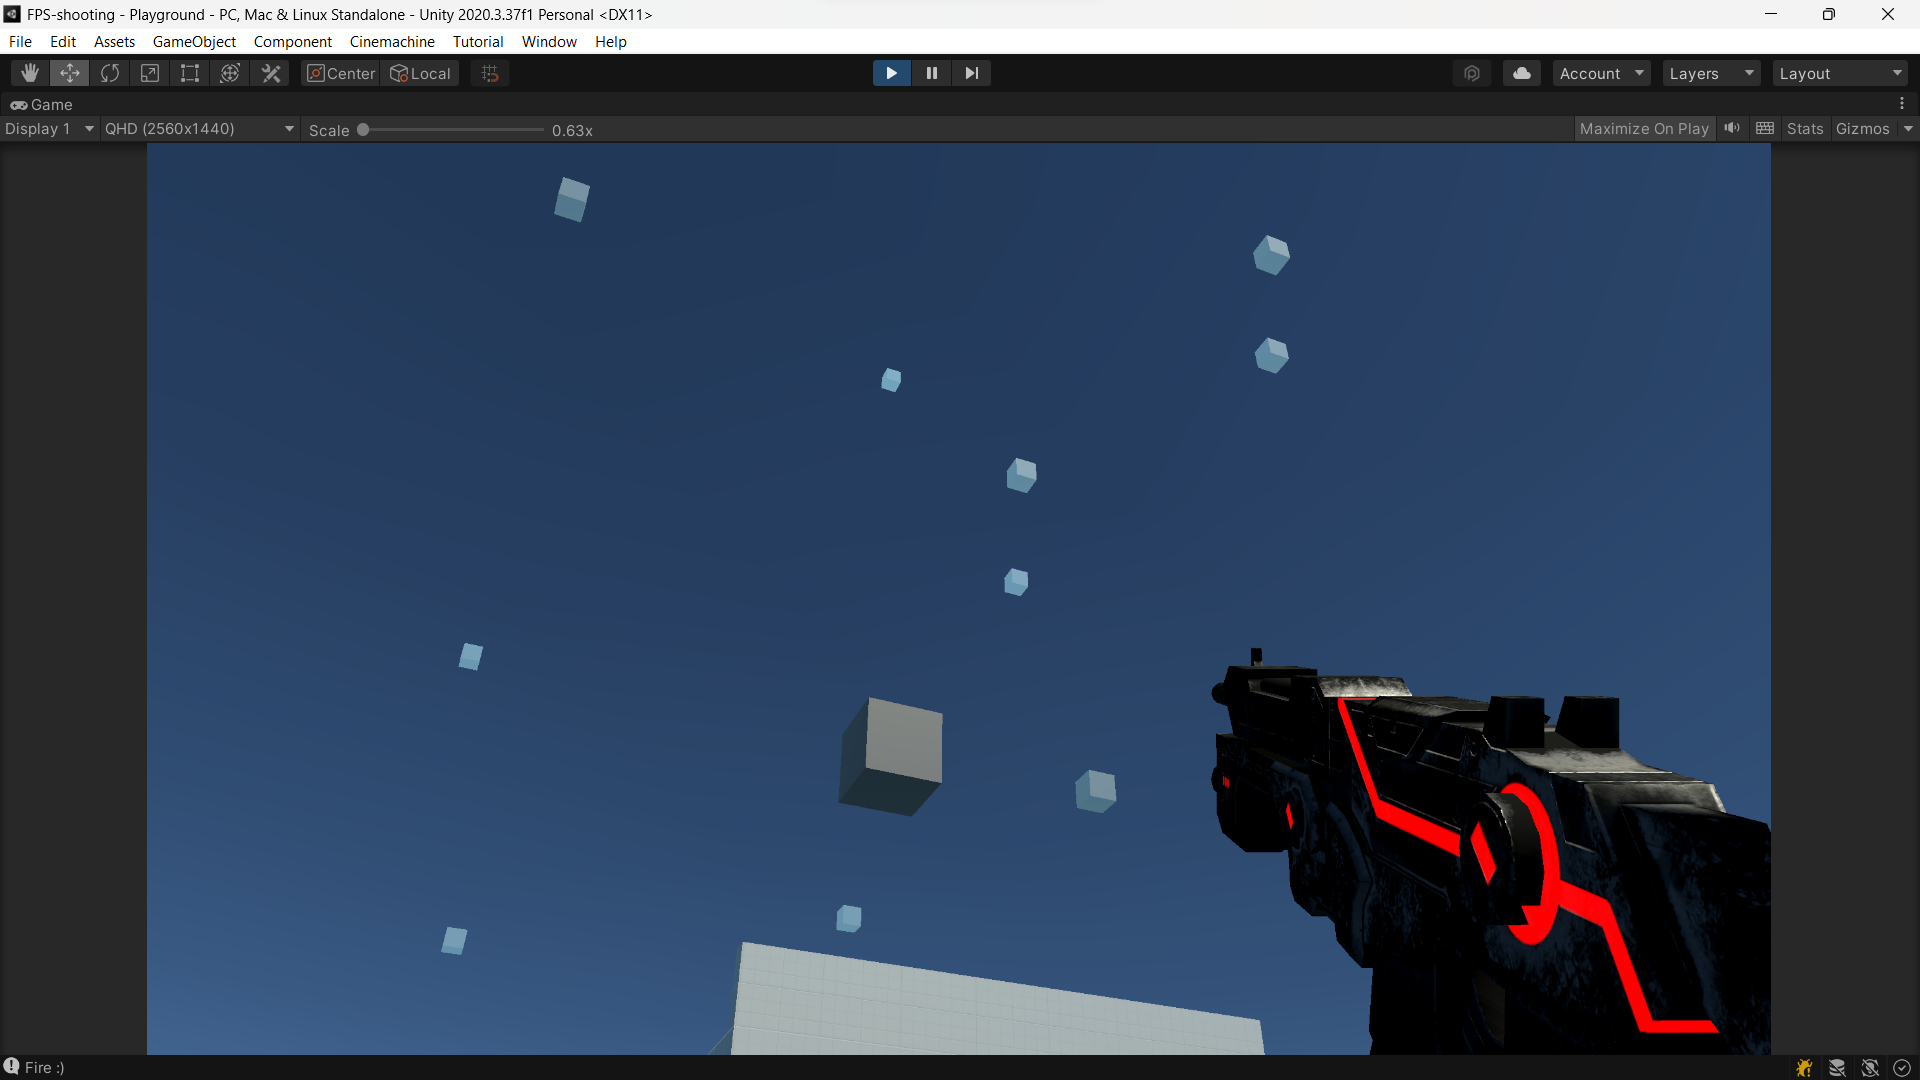 FPS-shooting - Playground - PC, Mac & Linux Standalone - Unity 2020.3.37f1 Personal <DX11>
File Edit Assets GameObject Component Cinemachine Tutorial Window Help
Center Local Account Layers Layout
Game
Display 1 QHD (2560x1440) Scale 0.63x Maximize On Play Stats Gizmos
Fire :)